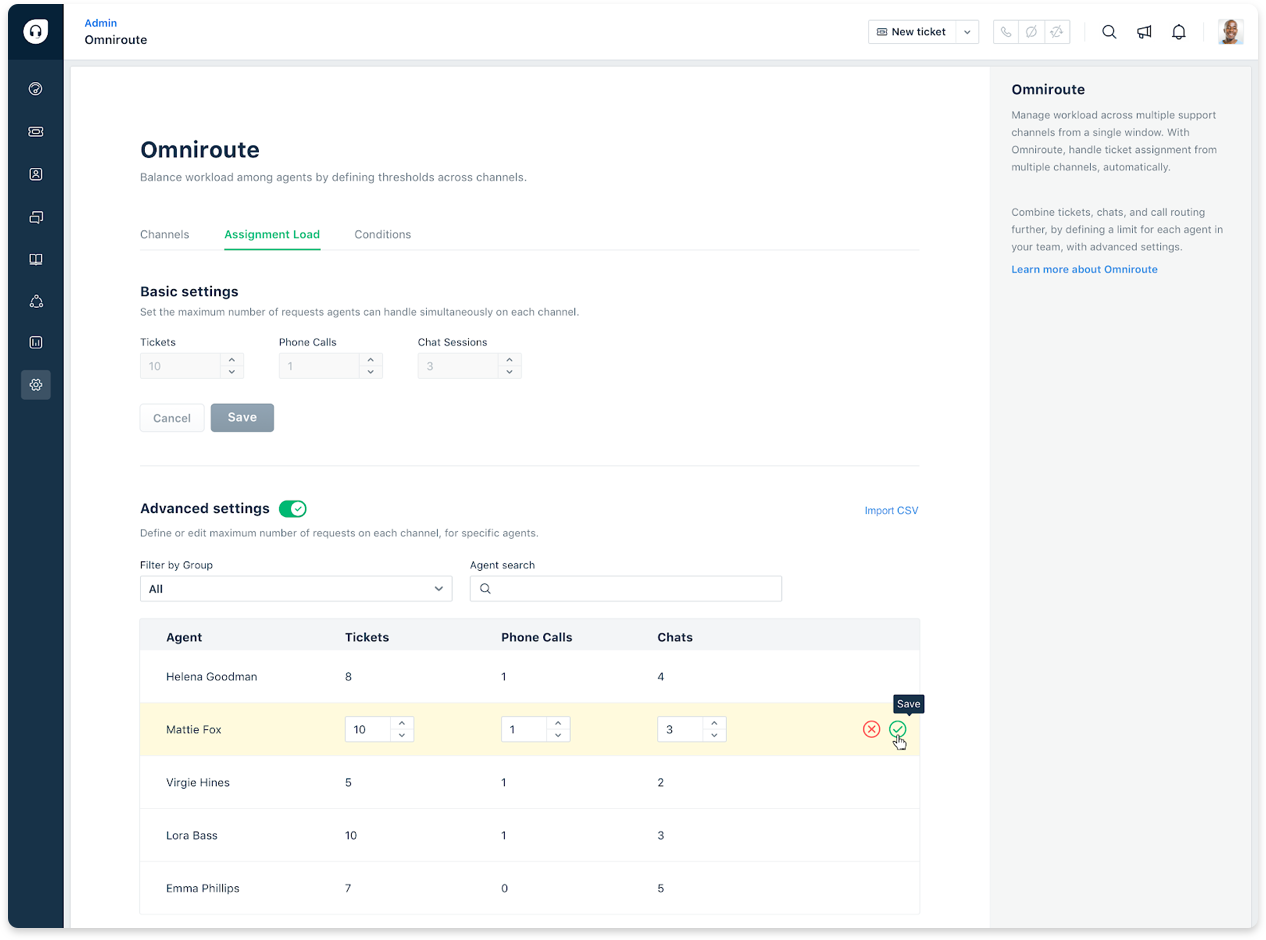 Admin
Omniroute
New ticket
Omniroute
Balance workload among agents by defining thresholds across channels.
Channels Assignment Load Conditions
Basic settings
Set the maximum number of requests agents can handle simultaneously on each channel.
Tickets Phone Calls Chat Sessions
10 1 3
Cancel Save
Advanced settings Import CSV
Define or edit maximum number of requests on each channel, for specific agents.
Filter by Group Agent search
All
Agent Tickets Phone Calls Chats
Helena Goodman 8 1 4
Save
Mattie Fox 10 1 3
Virgie Hines 5 1 2
Lora Bass 10 1 3
Emma Phillips 7 0 5
Omniroute
Manage workload across multiple support
channels from a single window. With
Omniroute, handle ticket assignment from
multiple channels, automatically.
Combine tickets, chats, and call routing
further, by defining a limit for each agent in
your team, with advanced settings.
Learn more about Omniroute